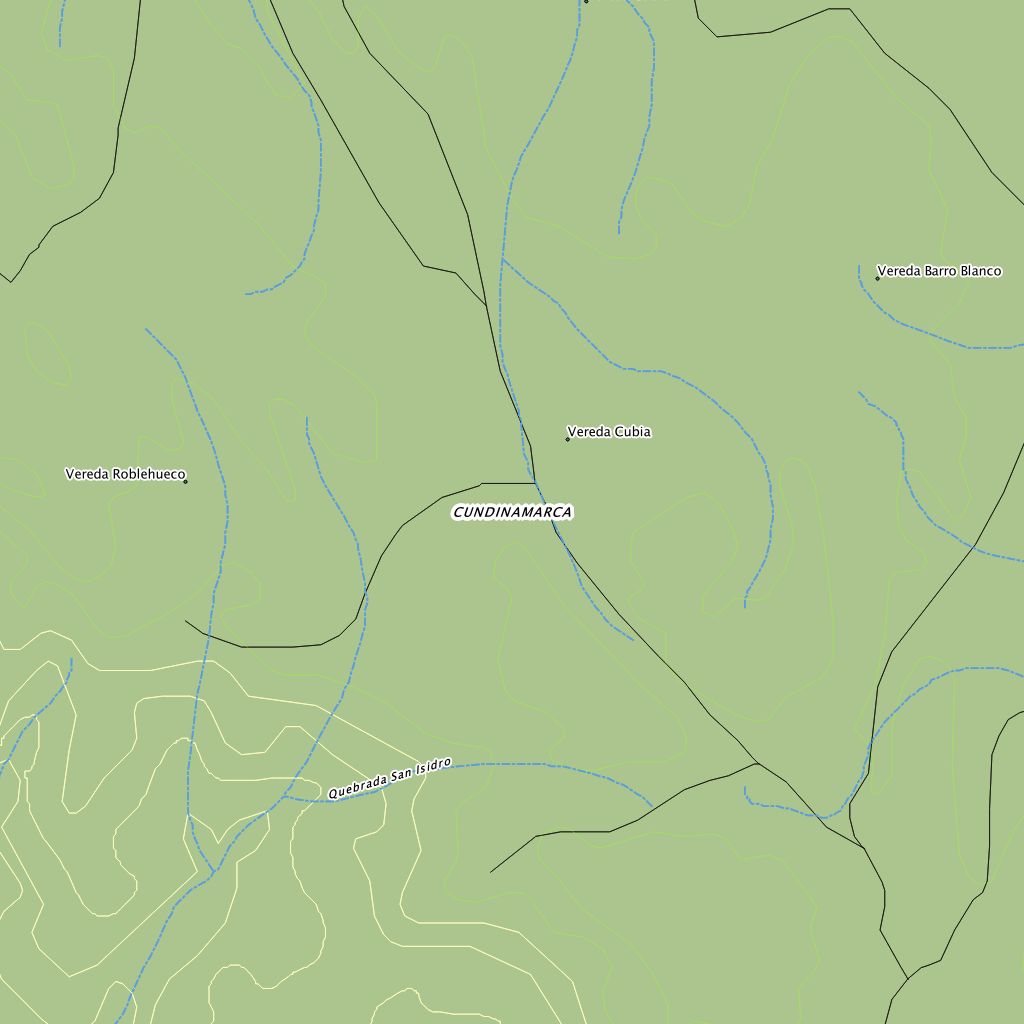 Vereda Barro Blanco
Vereda Cubia
Vereda Roblehueco
CUNDINAMARCA
Quebrada San Isidro